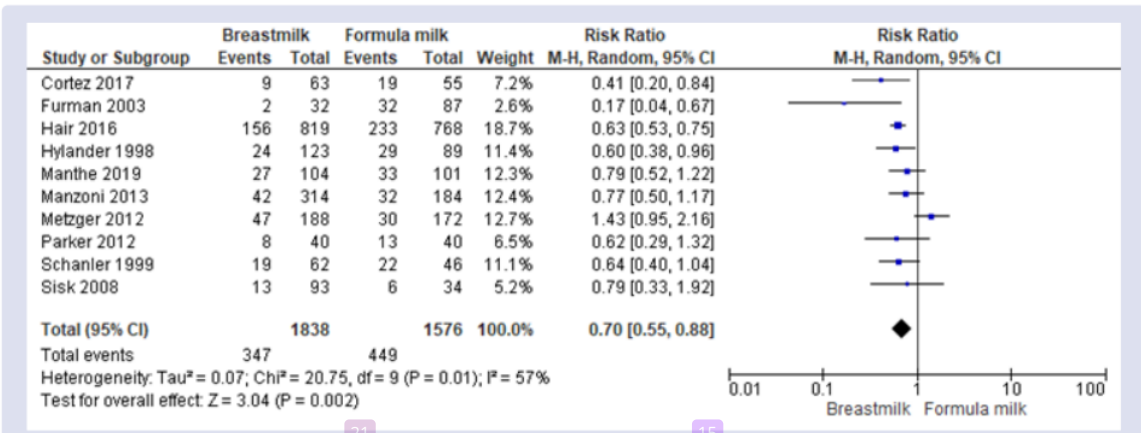 Breastmilk Formula milk Risk Ratio Risk Ratio
Study or Subgroup Events Total Events Total Weight M-H, Random, 95% CI M-H, Random, 95% CI
Cortez 2017 9 63 19 55 7.2% 0.41 [0.20, 0.84]
Furman 2003 2 32 32 87 2.6% 0.17 [0.04, 0.67]
Hair 2016 156 819 233 768 18.7% 0.63 [0.53, 0.75]
Hylander 1998 24 123 29 89 11.4% 0.60 [0.38, 0.96]
Manthe 2019 27 104 33 101 12.3% 0.79 [0.52, 1.22]
Manzoni 2013 42 314 32 184 12.4% 0.77 [0.50, 1.17]
Metzger 2012 47 188 30 172 12.7% 1.43 [0.95, 2.16]
Parker 2012 8 40 13 40 6.5% 0.62 [0.29, 1.32]
Schanler 1999 19 62 22 46 11.1% 0.64 [0.40, 1.04]
Sisk 2008 13 93 6 34 5.2% 0.79 [0.33, 1.92]
Total (95% CI) 1838 1576 100.0% 0.70 [0.55, 0.88]
Total events 347 449
Heterogeneity: Tau² = 0.07; Chi² = 20.75, df = 9 (P = 0.01); I² = 57%
Test for overall effect: Z = 3.04 (P = 0.002)
0.01 0.1 1 10 100
Breastmilk Formula milk